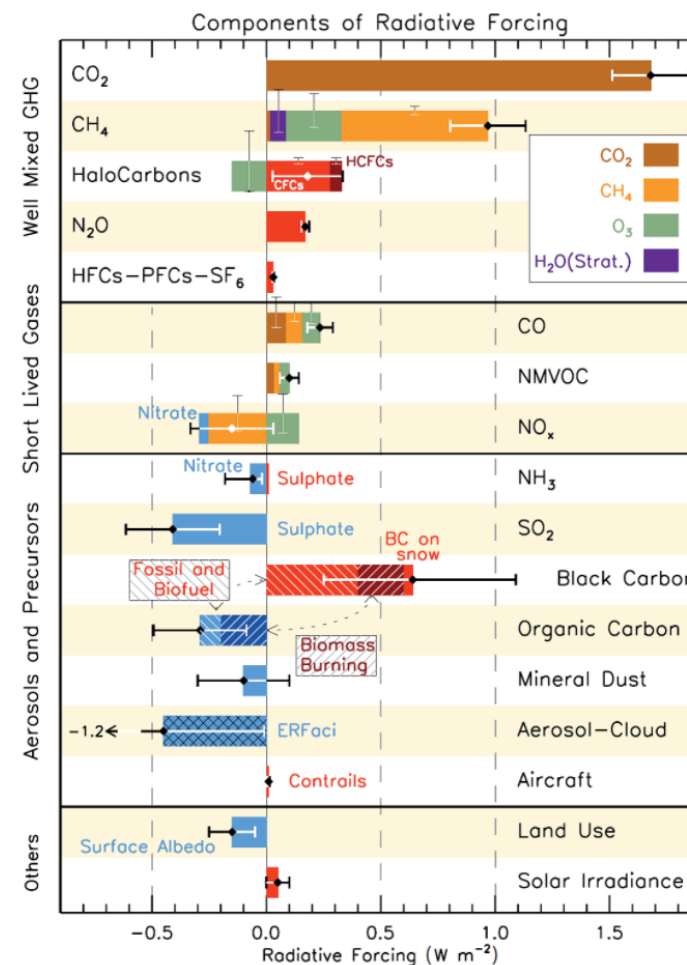 Components of Radiative Forcing
Well Mixed GHG
CO₂
CH₄
HaloCarbons
HCFCs
CFCs
N₂O
HFCs−PFCs−SF₆
CO₂
CH₄
O₃
H₂O(Strat.)
Short Lived Gases
CO
NMVOC
Nitrate
NOₓ
Aerosols and Precursors
Nitrate
Sulphate
NH₃
Sulphate
SO₂
BC on
snow
Fossil and
Biofuel
Black Carbon
Organic Carbon
Biomass
Burning
Mineral Dust
−1.2
ERFaci
Aerosol−Cloud
Contrails
Aircraft
Others
Land Use
Surface Albedo
Solar Irradiance
−0.5 0.0 0.5 1.0 1.5
Radiative Forcing (W m⁻²)